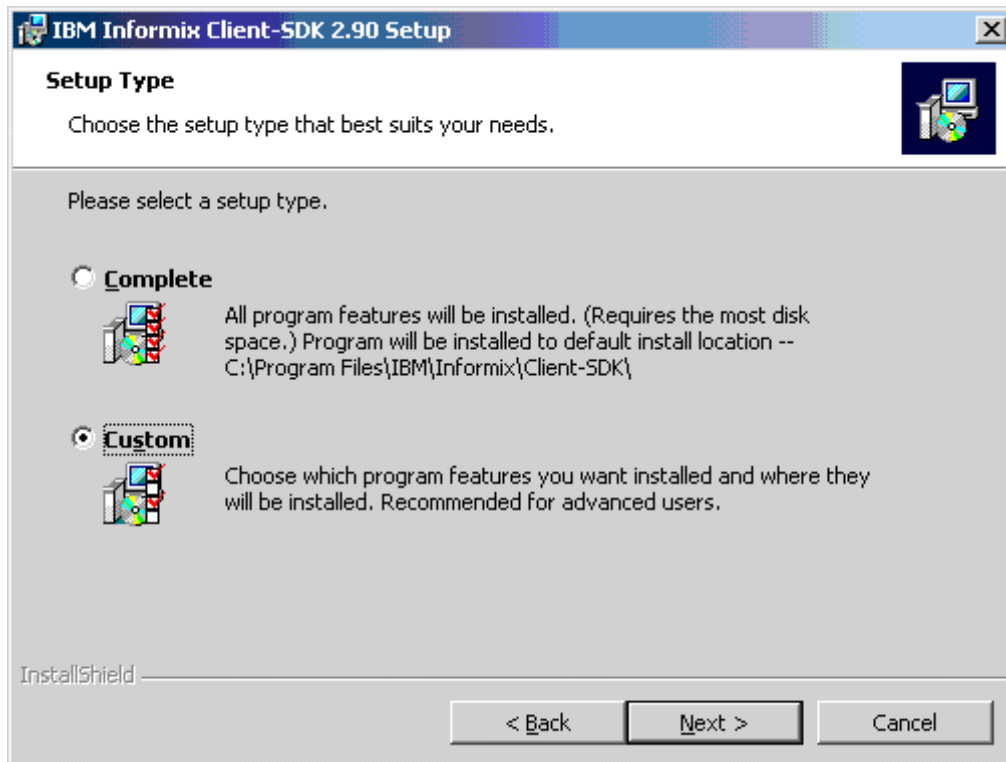 IBM Informix Client-SDK 2.90 Setup
Setup Type
Choose the setup type that best suits your needs.
Please select a setup type.
Complete
All program features will be installed. (Requires the most disk
space.) Program will be installed to default install location --
C:\Program Files\IBM\Informix\Client-SDK\
Custom
Choose which program features you want installed and where they
will be installed. Recommended for advanced users.
InstallShield
< Back
Next >
Cancel